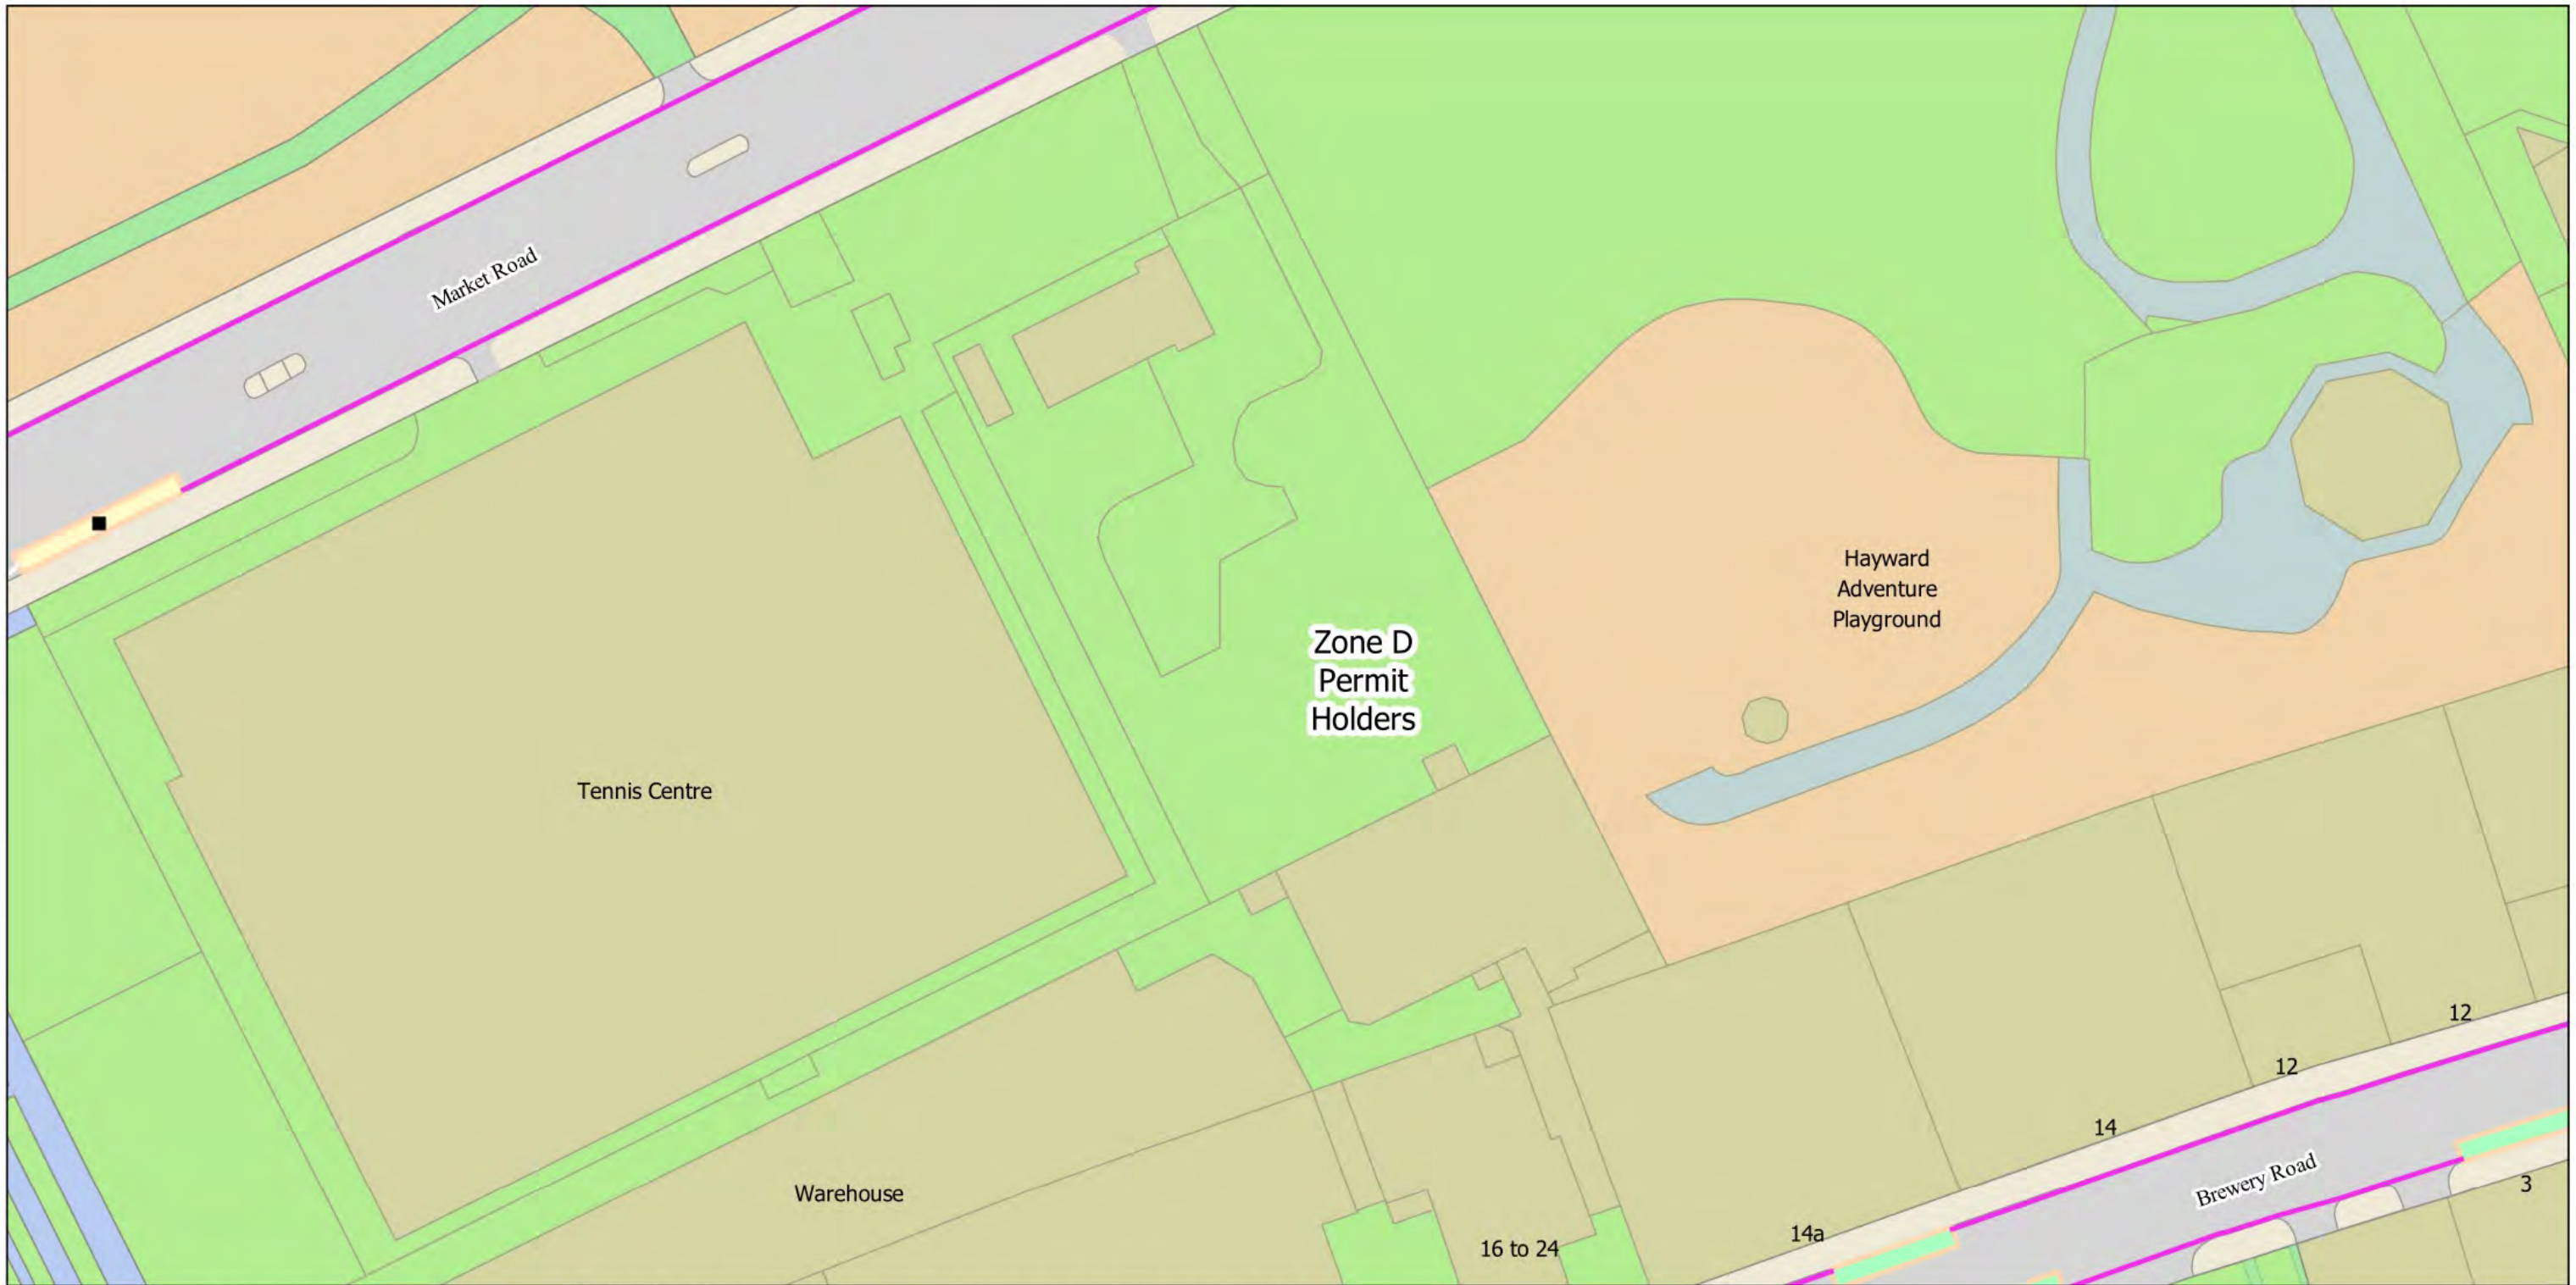 Market Road
Hayward
Adventure
Playground
Zone D
Permit
Holders
Tennis Centre
12
12
14
Brewery Road
3
Warehouse
14a
16 to 24